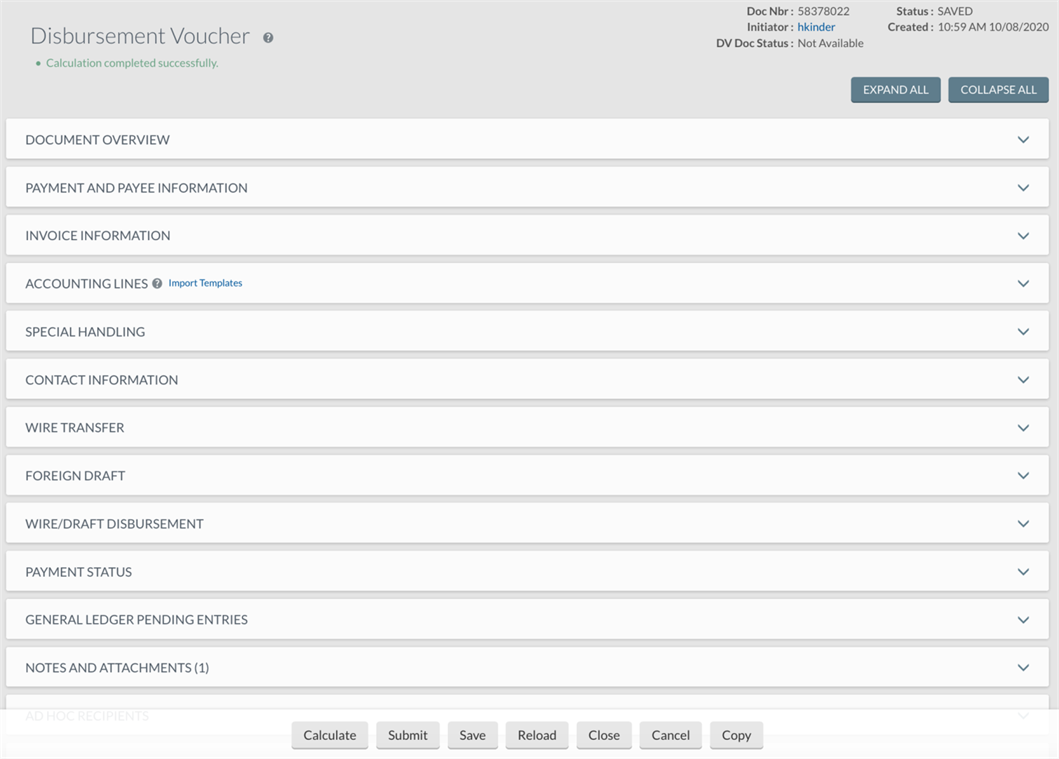 Doc Nbr : 58378022 Status : SAVED
Initiator : hkinder Created : 10:59 AM 10/08/2020
DV Doc Status : Not Available
Disbursement Voucher ?
• Calculation completed successfully.
EXPAND ALL COLLAPSE ALL
DOCUMENT OVERVIEW
PAYMENT AND PAYEE INFORMATION
INVOICE INFORMATION
ACCOUNTING LINES ? Import Templates
SPECIAL HANDLING
CONTACT INFORMATION
WIRE TRANSFER
FOREIGN DRAFT
WIRE/DRAFT DISBURSEMENT
PAYMENT STATUS
GENERAL LEDGER PENDING ENTRIES
NOTES AND ATTACHMENTS (1)
AD HOC RECIPIENTS
Calculate Submit Save Reload Close Cancel Copy